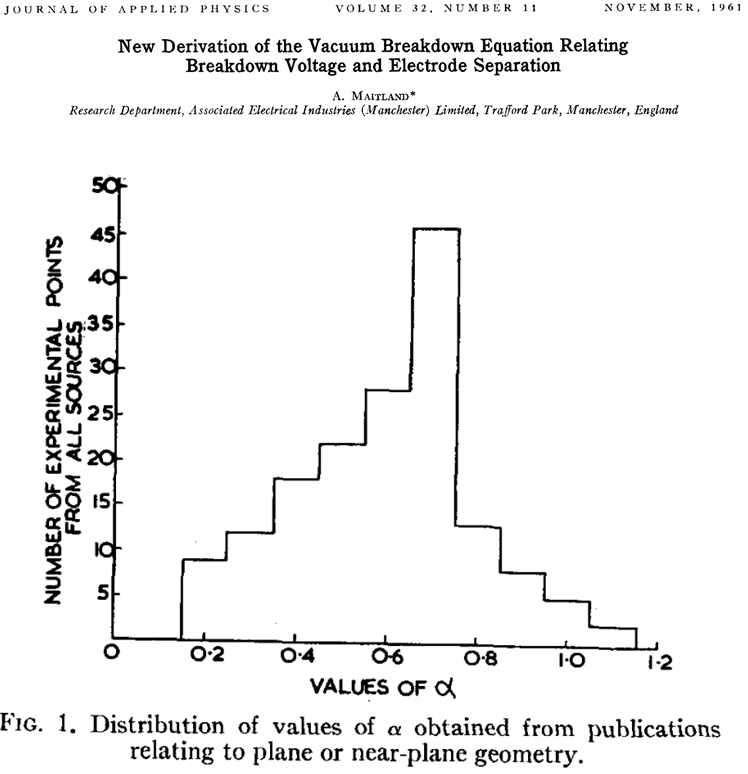 JOURNAL OF APPLIED PHYSICS VOLUME 32, NUMBER 11 NOVEMBER, 1961
New Derivation of the Vacuum Breakdown Equation Relating
Breakdown Voltage and Electrode Separation
A. MAITLAND*
Research Department, Associated Electrical Industries (Manchester) Limited, Trafford Park, Manchester, England
NUMBER OF EXPERIMENTAL POINTS
FROM ALL SOURCES
50
45
40
35
30
25
20
15
10
5
0 0·2 0·4 0·6 0·8 1·0 1·2
VALUES OF α
FIG. 1. Distribution of values of α obtained from publications
relating to plane or near-plane geometry.